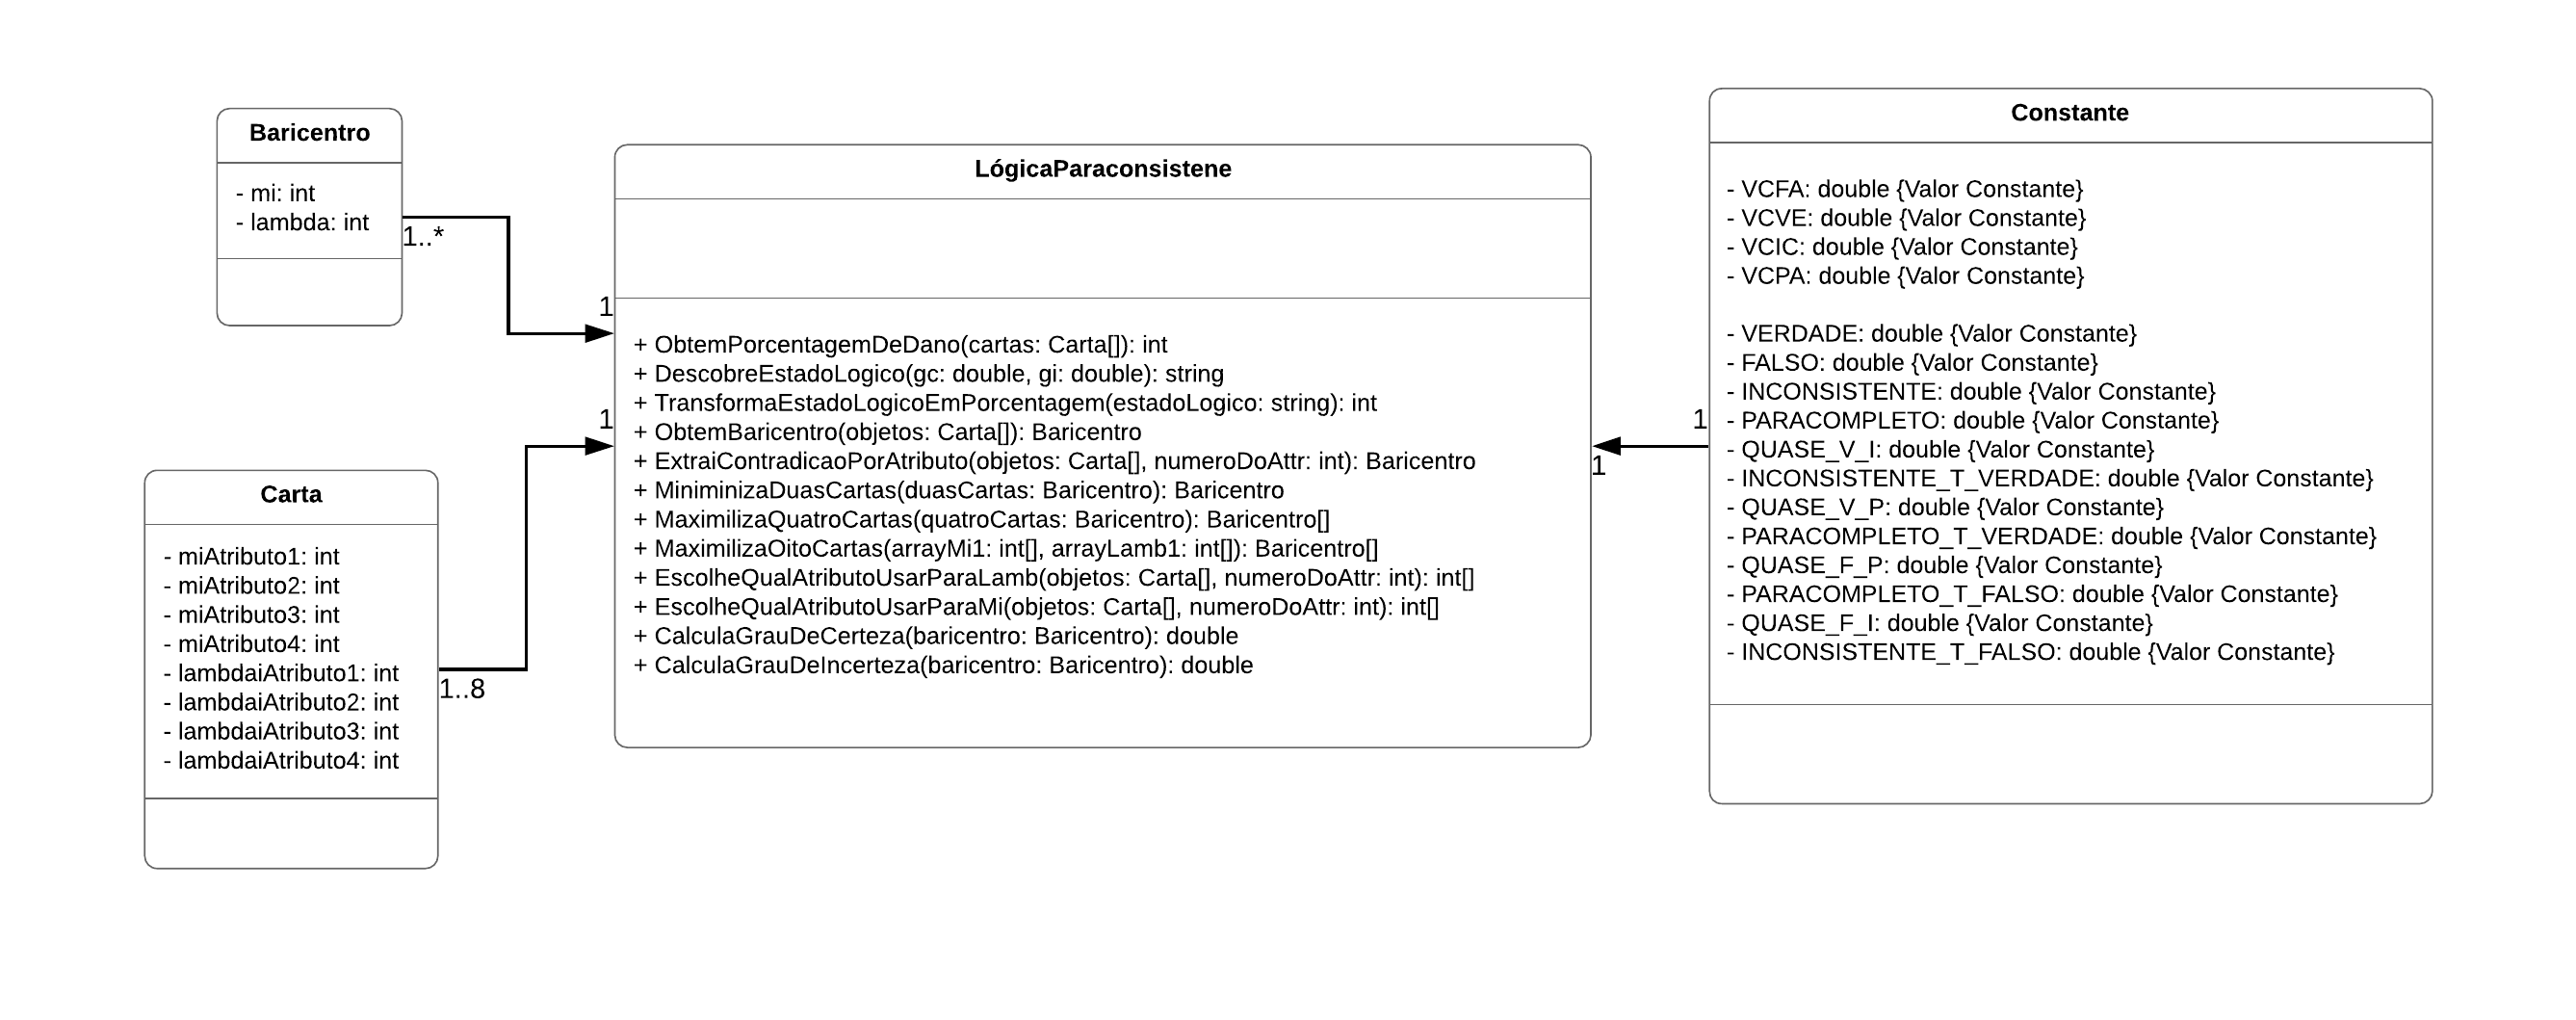 Baricentro
- mi: int
- lambda: int
1..*
1
Carta
- miAtributo1: int
- miAtributo2: int
- miAtributo3: int
- miAtributo4: int
- lambdaiAtributo1: int
- lambdaiAtributo2: int
- lambdaiAtributo3: int
- lambdaiAtributo4: int
1..8
1
LógicaParaconsistene
+ ObtemPorcentagemDeDano(cartas: Carta[]): int
+ DescobreEstadoLogico(gc: double, gi: double): string
+ TransformaEstadoLogicoEmPorcentagem(estadoLogico: string): int
+ ObtemBaricentro(objetos: Carta[]): Baricentro
+ ExtraiContradicaoPorAtributo(objetos: Carta[], numeroDoAttr: int): Baricentro
+ MiniminizaDuasCartas(duasCartas: Baricentro): Baricentro
+ MaximilizaQuatroCartas(quatroCartas: Baricentro): Baricentro[]
+ MaximilizaOitoCartas(arrayMi1: int[], arrayLamb1: int[]): Baricentro[]
+ EscolheQualAtributoUsarParaLamb(objetos: Carta[], numeroDoAttr: int): int[]
+ EscolheQualAtributoUsarParaMi(objetos: Carta[], numeroDoAttr: int): int[]
+ CalculaGrauDeCerteza(baricentro: Baricentro): double
+ CalculaGrauDeIncerteza(baricentro: Baricentro): double
1
1
Constante
- VCFA: double {Valor Constante}
- VCVE: double {Valor Constante}
- VCIC: double {Valor Constante}
- VCPA: double {Valor Constante}
- VERDADE: double {Valor Constante}
- FALSO: double {Valor Constante}
- INCONSISTENTE: double {Valor Constante}
- PARACOMPLETO: double {Valor Constante}
- QUASE_V_I: double {Valor Constante}
- INCONSISTENTE_T_VERDADE: double {Valor Constante}
- QUASE_V_P: double {Valor Constante}
- PARACOMPLETO_T_VERDADE: double {Valor Constante}
- QUASE_F_P: double {Valor Constante}
- PARACOMPLETO_T_FALSO: double {Valor Constante}
- QUASE_F_I: double {Valor Constante}
- INCONSISTENTE_T_FALSO: double {Valor Constante}